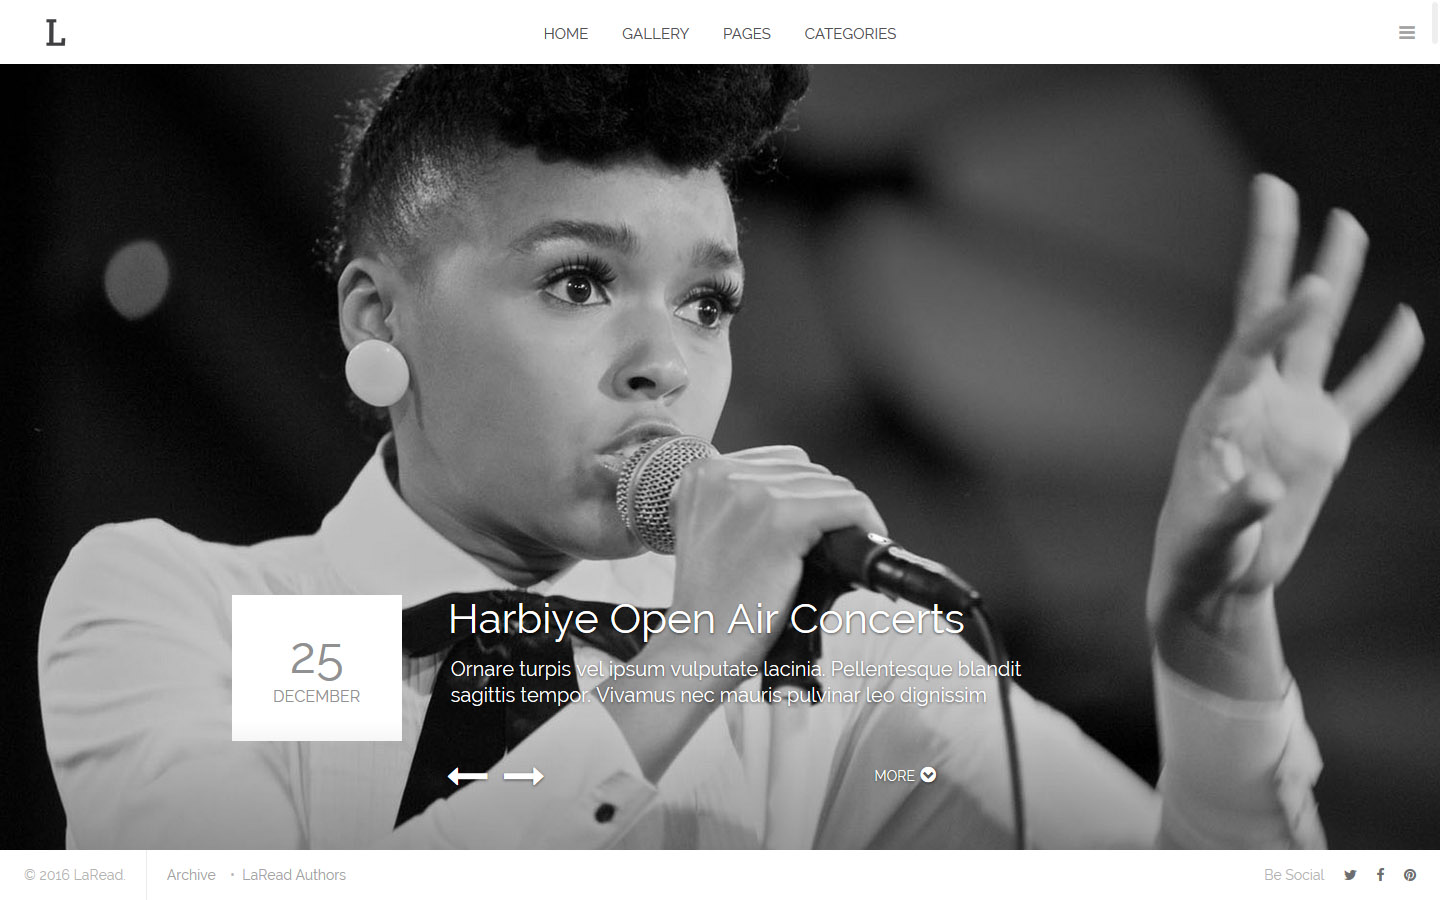 L
HOME GALLERY PAGES CATEGORIES
25
DECEMBER
Harbiye Open Air Concerts
Ornare turpis vel ipsum vulputate lacinia. Pellentesque blandit
sagittis tempor. Vivamus nec mauris pulvinar leo dignissim
MORE
© 2016 LaRead. Archive • LaRead Authors Be Social